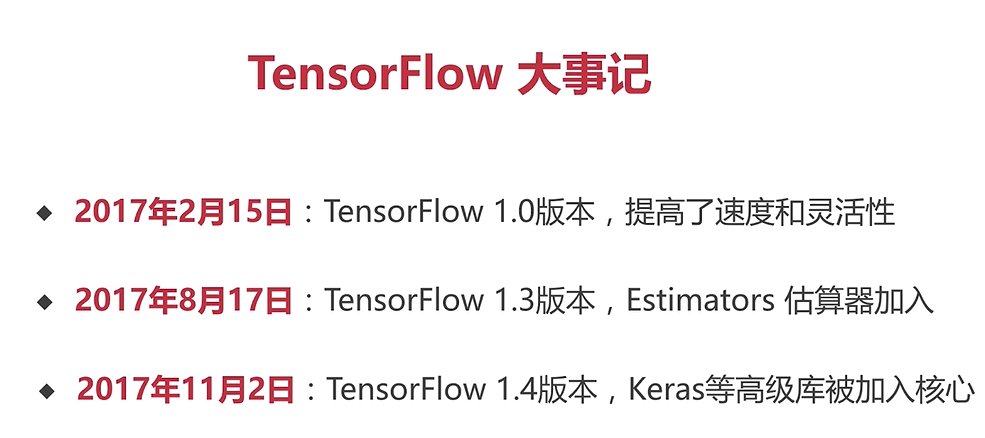 TensorFlow 大事记
◆ 2017年2月15日：TensorFlow 1.0版本，提高了速度和灵活性
◆ 2017年8月17日：TensorFlow 1.3版本，Estimators 估算器加入
◆ 2017年11月2日：TensorFlow 1.4版本，Keras等高级库被加入核心